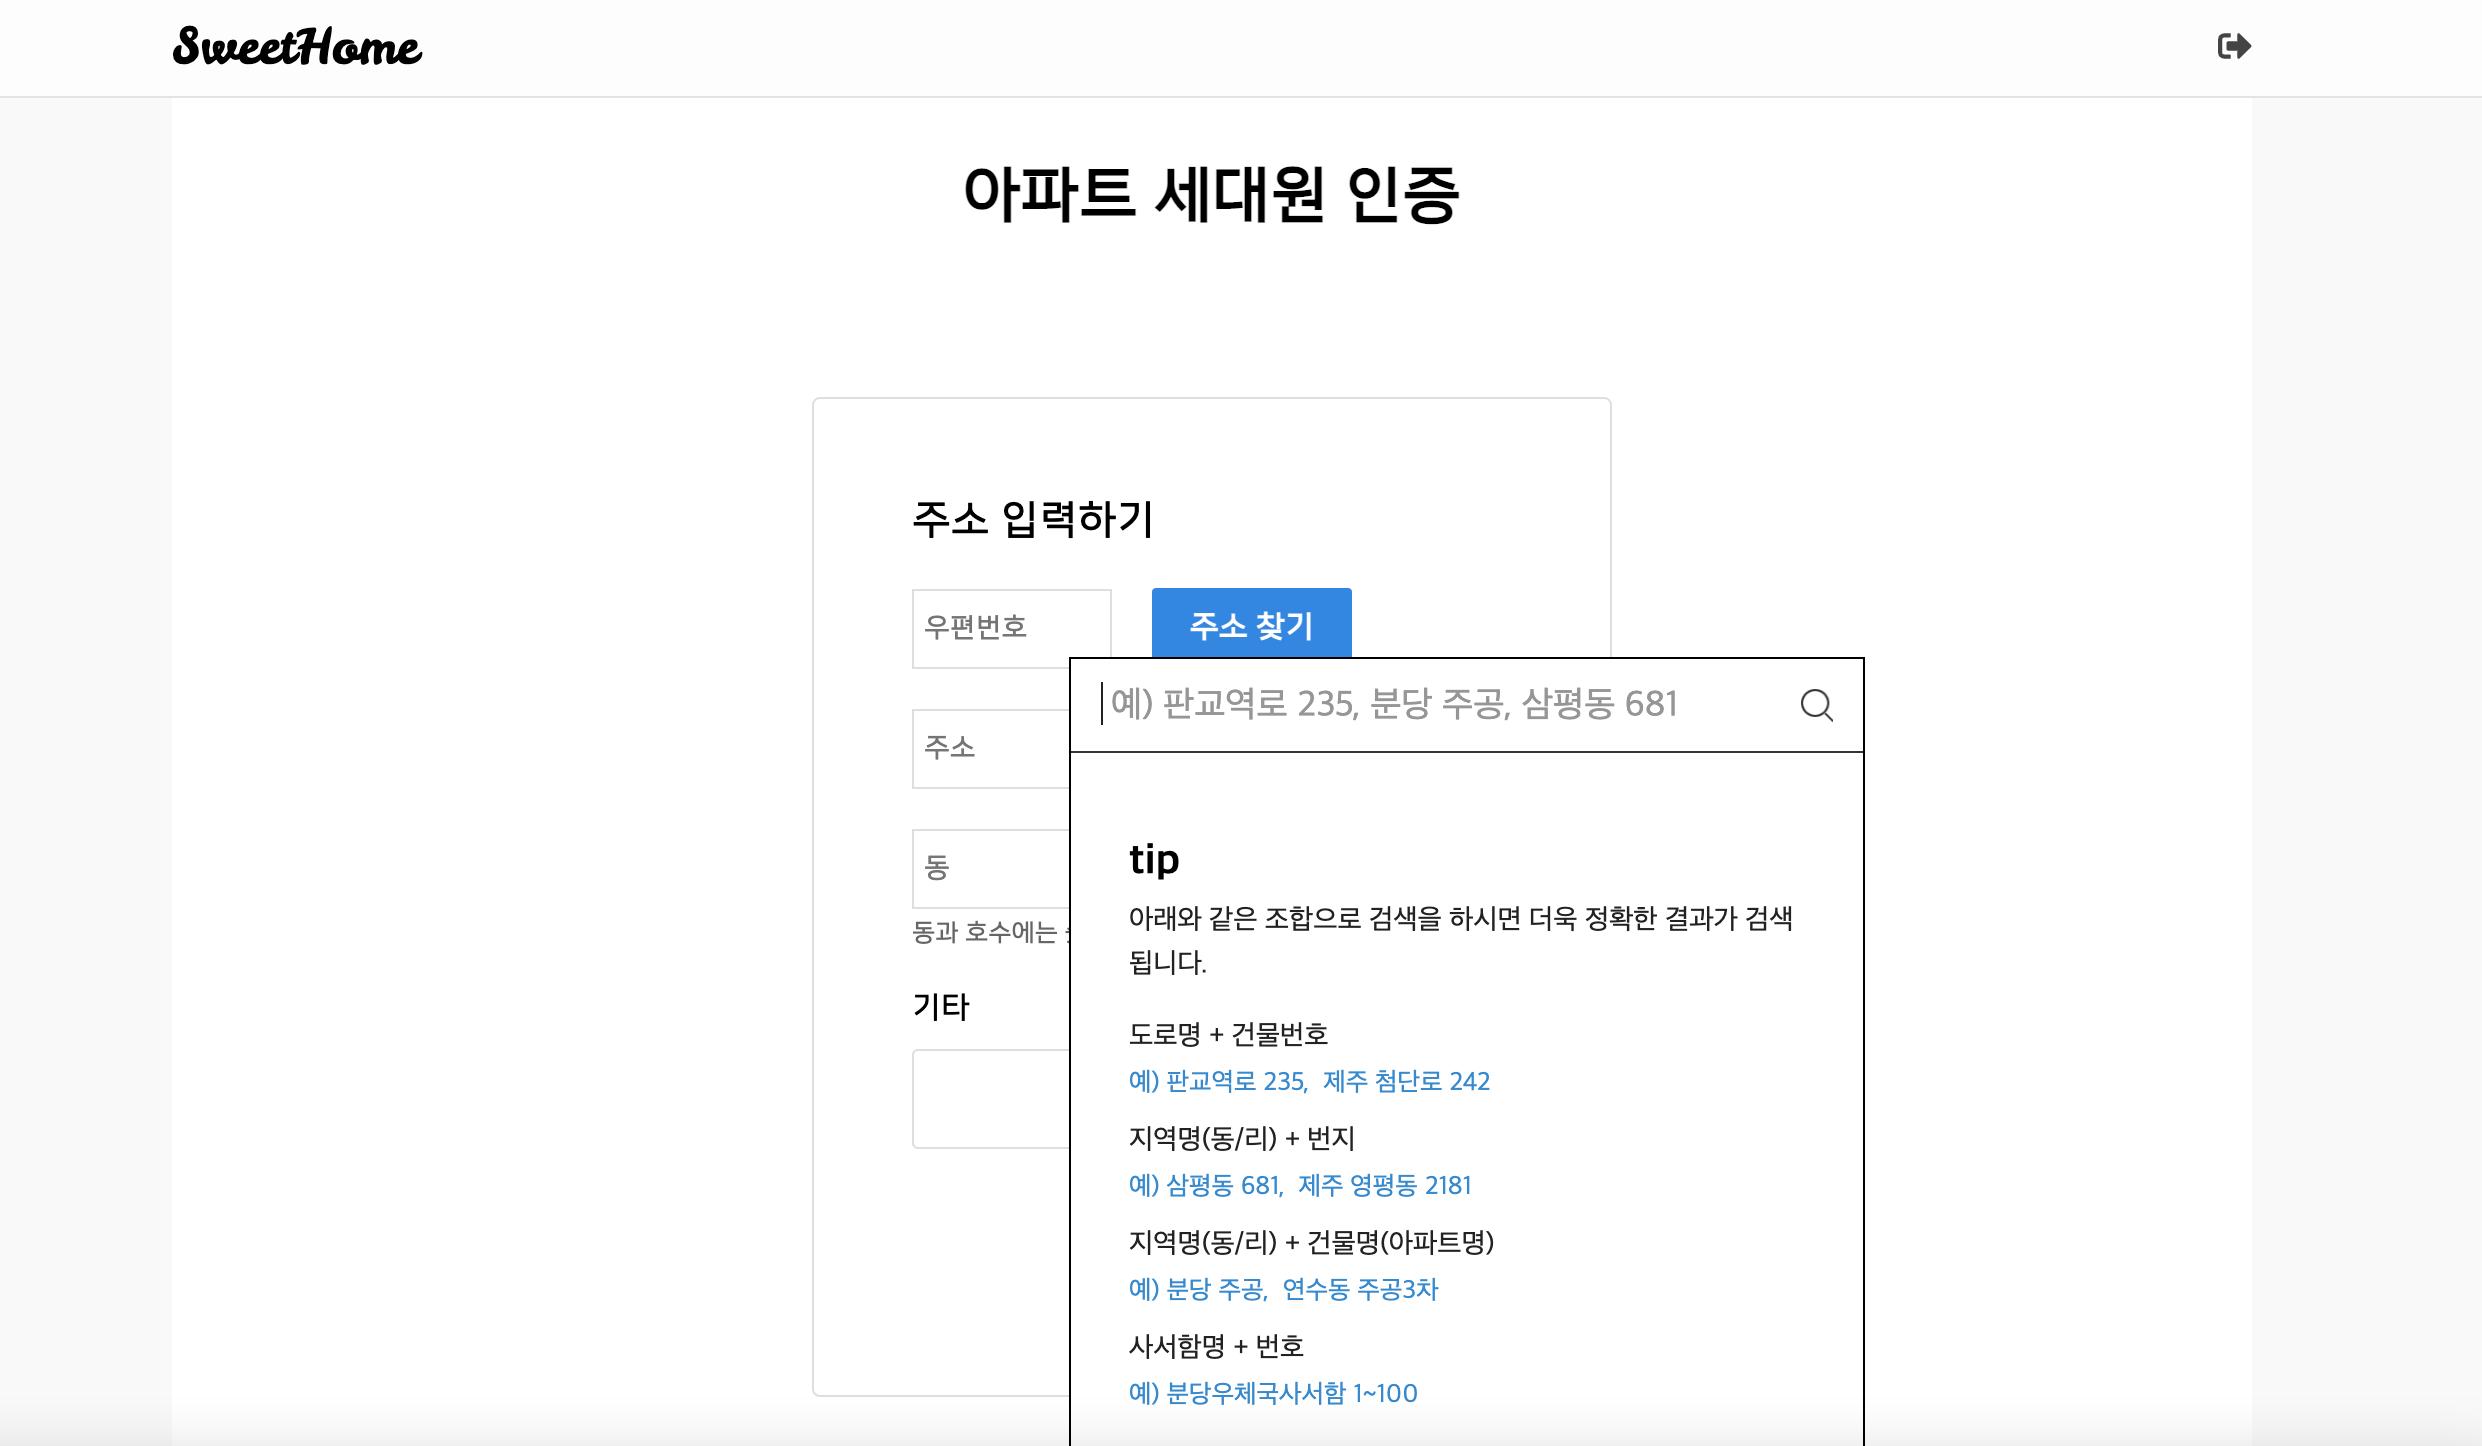 SweetHome
아파트 세대원 인증
주소 입력하기
우편번호
주소 찾기
예) 판교역로 235, 분당 주공, 삼평동 681
주소
tip
동
아래와 같은 조합으로 검색을 하시면 더욱 정확한 결과가 검색
됩니다.
동과 호수에는
기타
도로명 + 건물번호
예) 판교역로 235, 제주 첨단로 242
지역명(동/리) + 번지
예) 삼평동 681, 제주 영평동 2181
지역명(동/리) + 건물명(아파트명)
예) 분당 주공, 연수동 주공3차
사서함명 + 번호
예) 분당우체국사서함 1~100